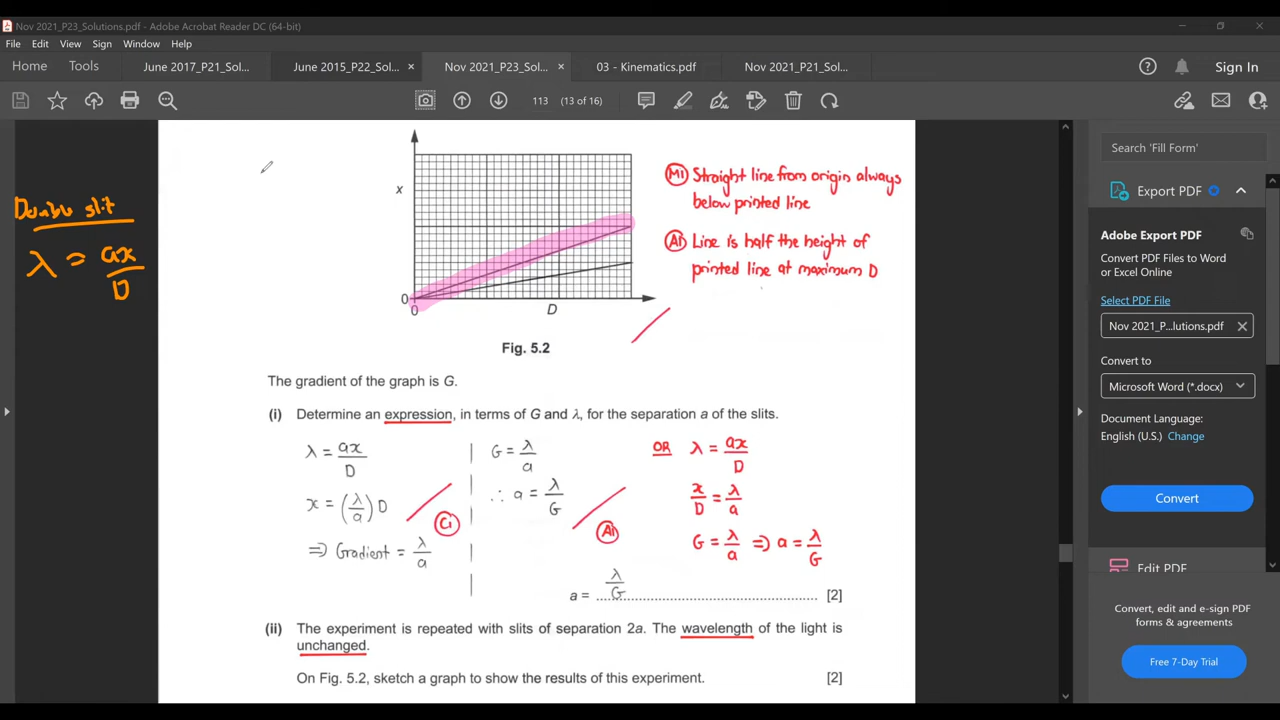 Nov 2021_P23_Solutions.pdf - Adobe Acrobat Reader DC (64-bit)
File Edit View Sign Window Help
Home Tools June 2017_P21_Sol... June 2015_P22_Sol... × Nov 2021_P23_Sol... × 03 - Kinematics.pdf Nov 2021_P21_Sol... Sign In
113 (13 of 16)
Double slit
λ = ax/D
x
0
0
D
M1 Straight line from origin always
below printed line
A1 Line is half the height of
printed line at maximum D
Fig. 5.2
The gradient of the graph is G.
(i) Determine an expression, in terms of G and λ, for the separation a of the slits.
λ = ax/D
x = (λ/a) D
⇒ Gradient = λ/a
C1
G = λ/a
∴ a = λ/G
A1
OR λ = ax/D
x/D = λ/a
G = λ/a ⇒ a = λ/G
a = λ/G [2]
(ii) The experiment is repeated with slits of separation 2a. The wavelength of the light is
unchanged.
On Fig. 5.2, sketch a graph to show the results of this experiment. [2]
Search 'Fill Form'
Export PDF
Adobe Export PDF
Convert PDF Files to Word
or Excel Online
Select PDF File
Nov 2021_P...lutions.pdf ×
Convert to
Microsoft Word (*.docx)
Document Language:
English (U.S.) Change
Convert
Edit PDF
Convert, edit and e-sign PDF
forms & agreements
Free 7-Day Trial